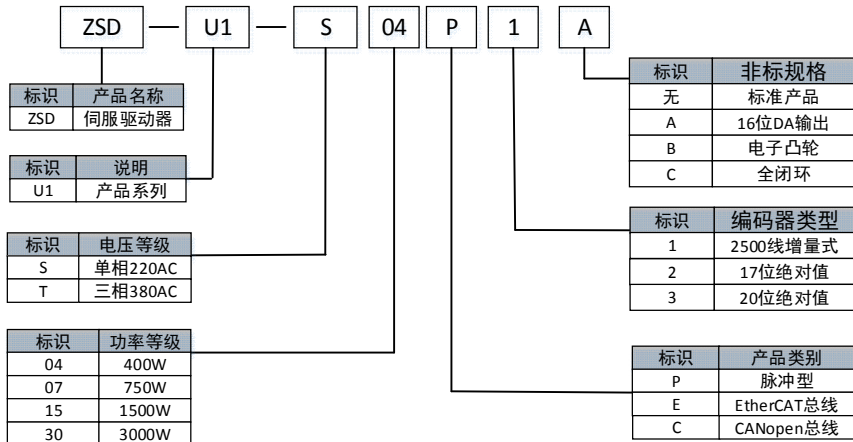 ZSD — U1 — S 04 P 1 A
标识 产品名称
ZSD 伺服驱动器
标识 说明
U1 产品系列
标识 电压等级
S 单相220AC
T 三相380AC
标识 功率等级
04 400W
07 750W
15 1500W
30 3000W
标识 非标规格
无 标准产品
A 16位DA输出
B 电子凸轮
C 全闭环
标识 编码器类型
1 2500线增量式
2 17位绝对值
3 20位绝对值
标识 产品类别
P 脉冲型
E EtherCAT总线
C CANopen总线